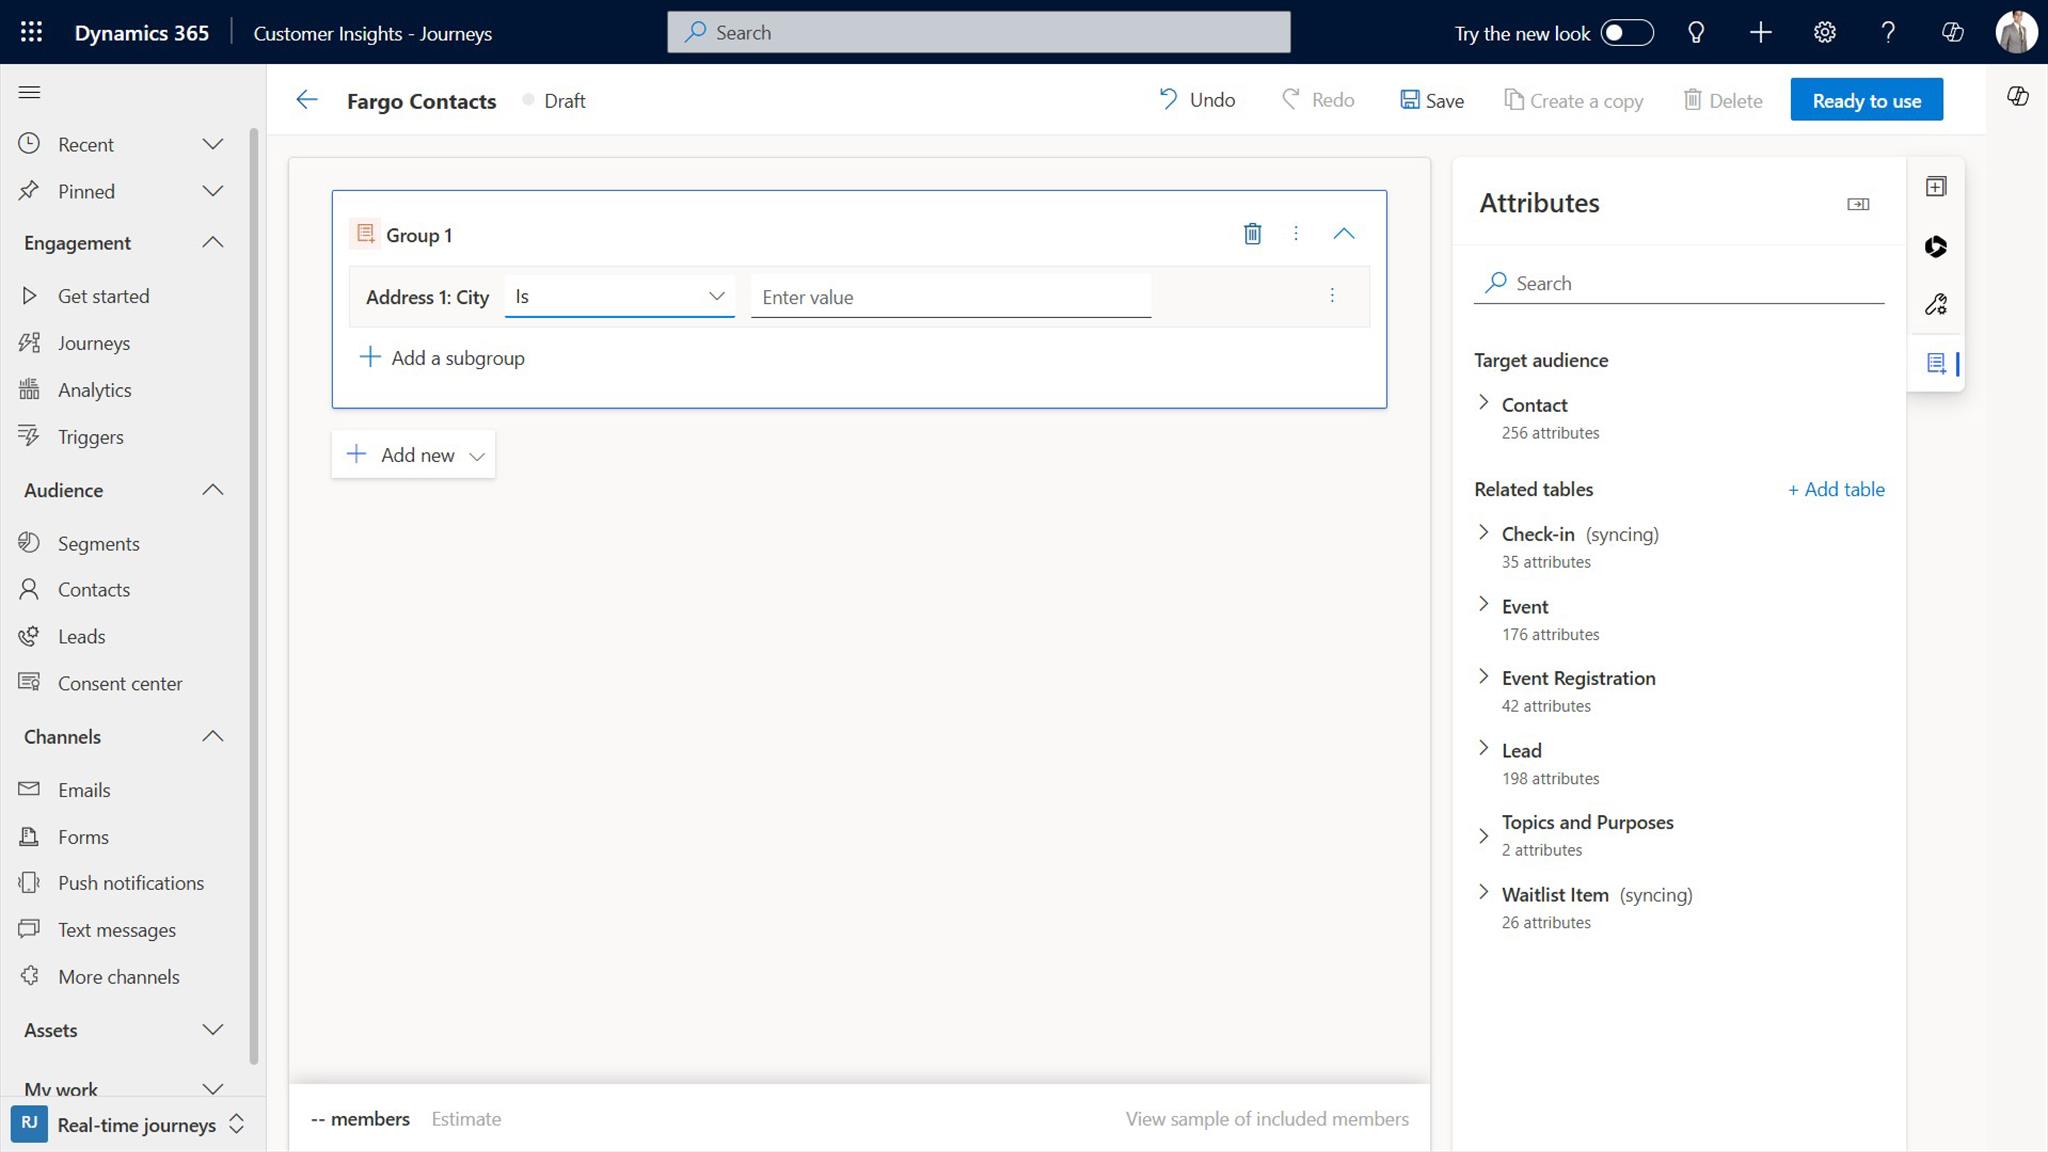 Dynamics 365
Customer Insights - Journeys
Search
Try the new look
Recent
Pinned
Engagement
Get started
Journeys
Analytics
Triggers
Audience
Segments
Contacts
Leads
Consent center
Channels
Emails
Forms
Push notifications
Text messages
More channels
Assets
My work
RJ Real-time journeys
Fargo Contacts
Draft
Undo
Redo
Save
Create a copy
Delete
Ready to use
Group 1
Address 1: City Is Enter value
Add a subgroup
Add new
-- members Estimate
View sample of included members
Attributes
Search
Target audience
Contact
256 attributes
Related tables + Add table
Check-in (syncing)
35 attributes
Event
176 attributes
Event Registration
42 attributes
Lead
198 attributes
Topics and Purposes
2 attributes
Waitlist Item (syncing)
26 attributes